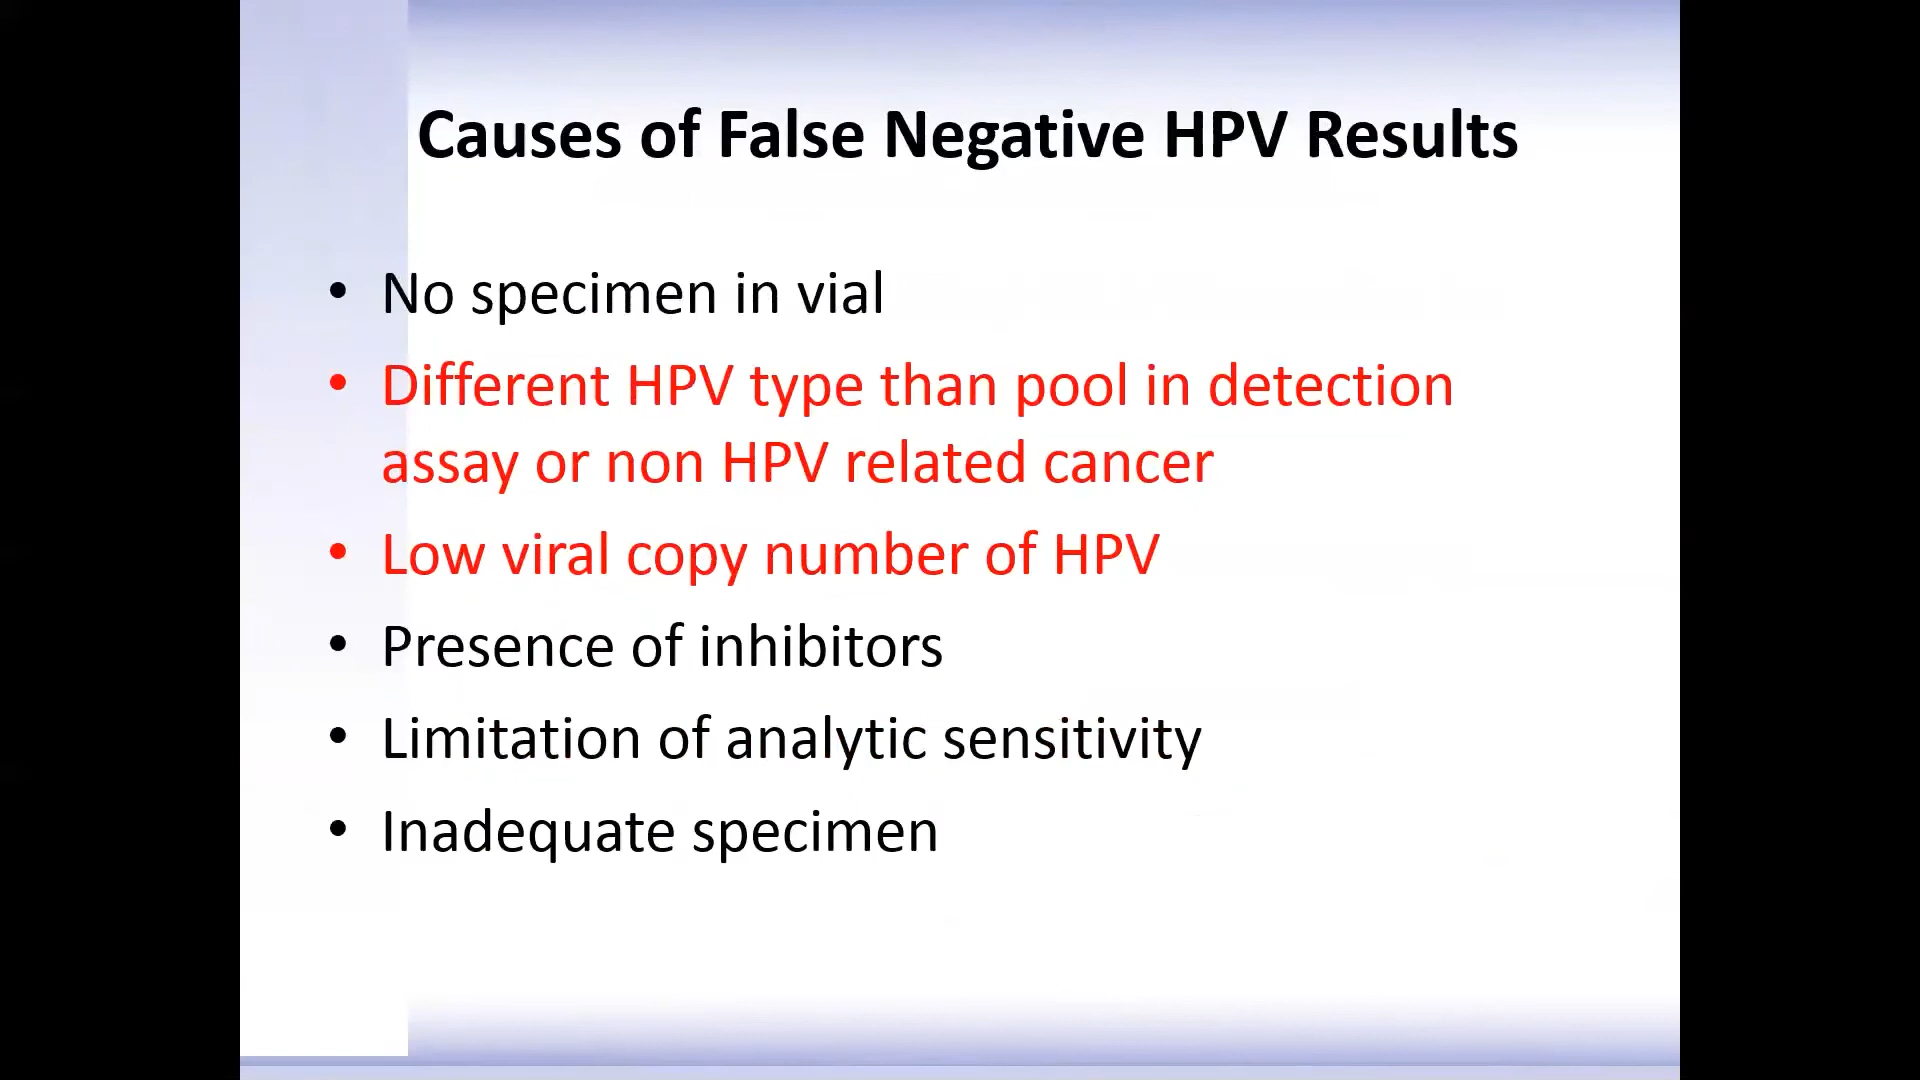 Causes of False Negative HPV Results
• No specimen in vial
• Different HPV type than pool in detection
assay or non HPV related cancer
• Low viral copy number of HPV
• Presence of inhibitors
• Limitation of analytic sensitivity
• Inadequate specimen